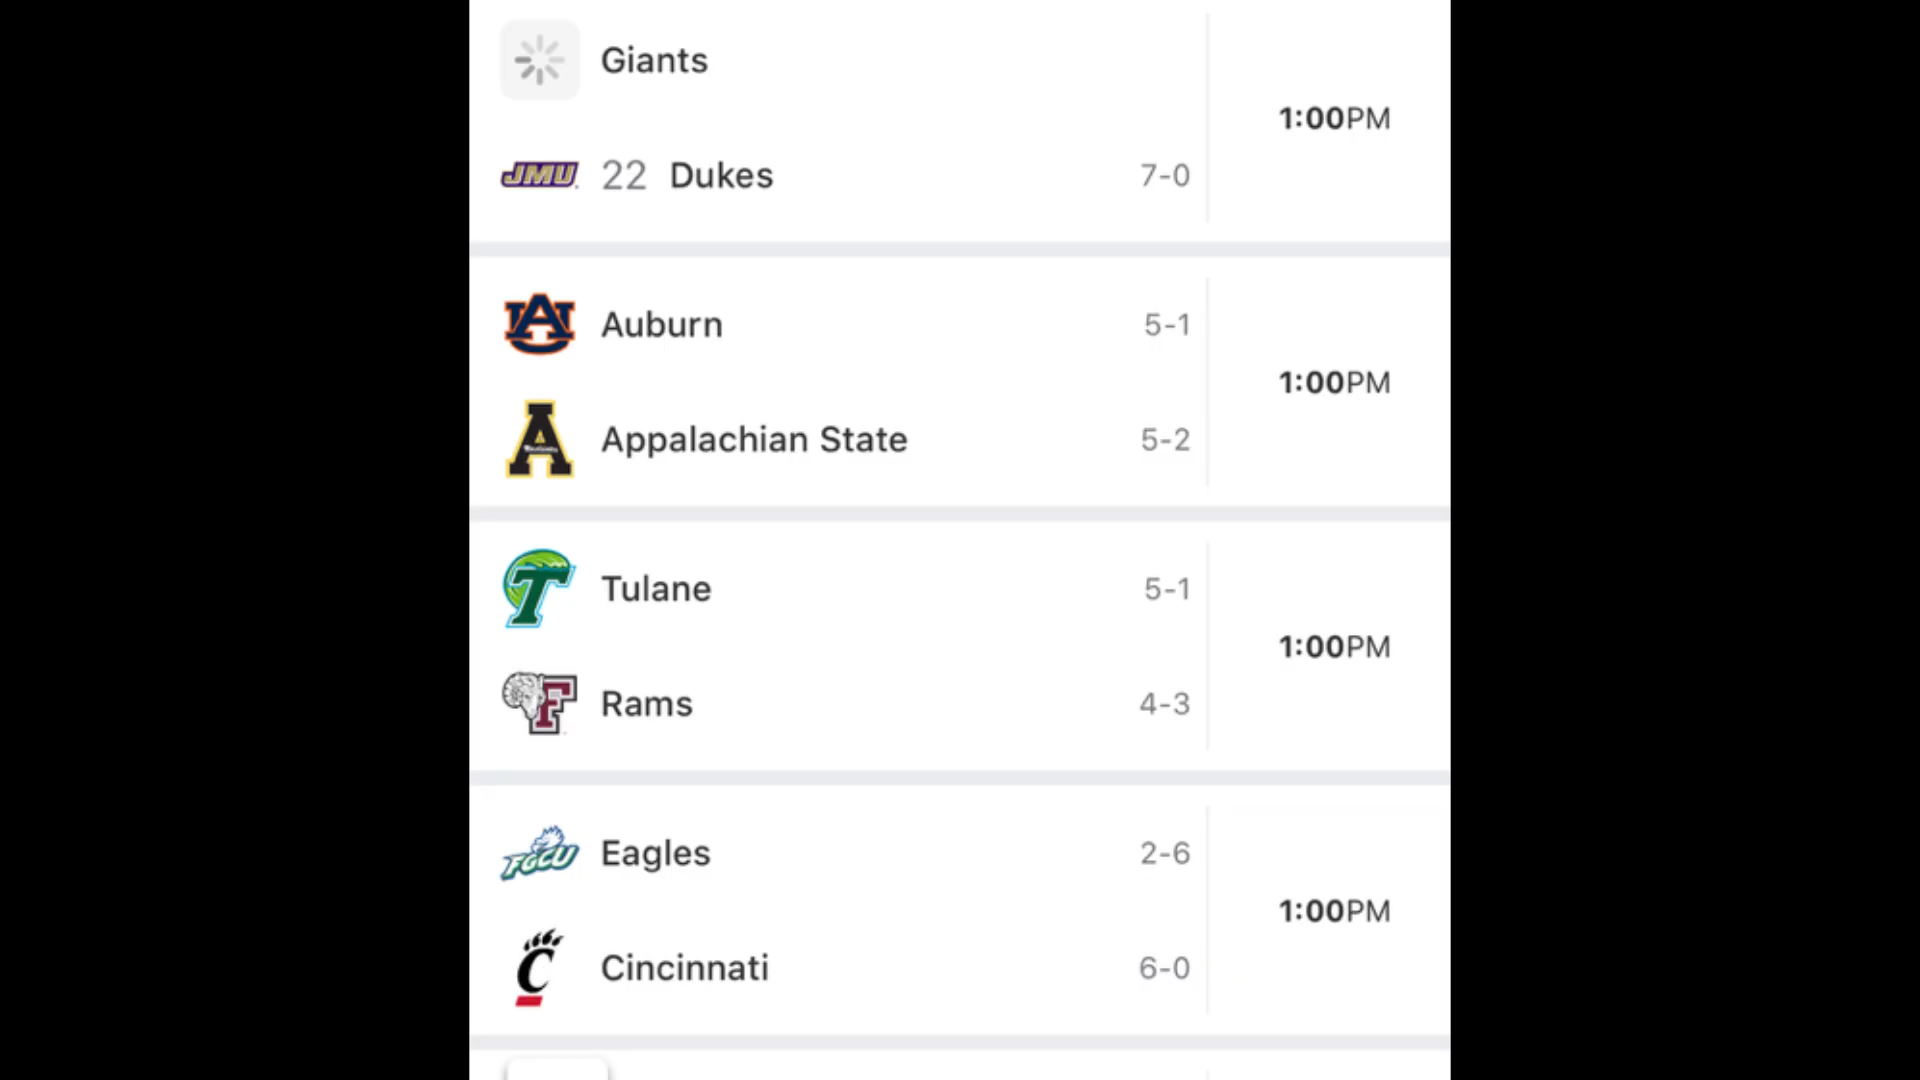 Giants
1:00PM
JMU 22 Dukes 7-0
Auburn 5-1
1:00PM
Appalachian State 5-2
Tulane 5-1
1:00PM
Rams 4-3
FGCU Eagles 2-6
1:00PM
Cincinnati 6-0